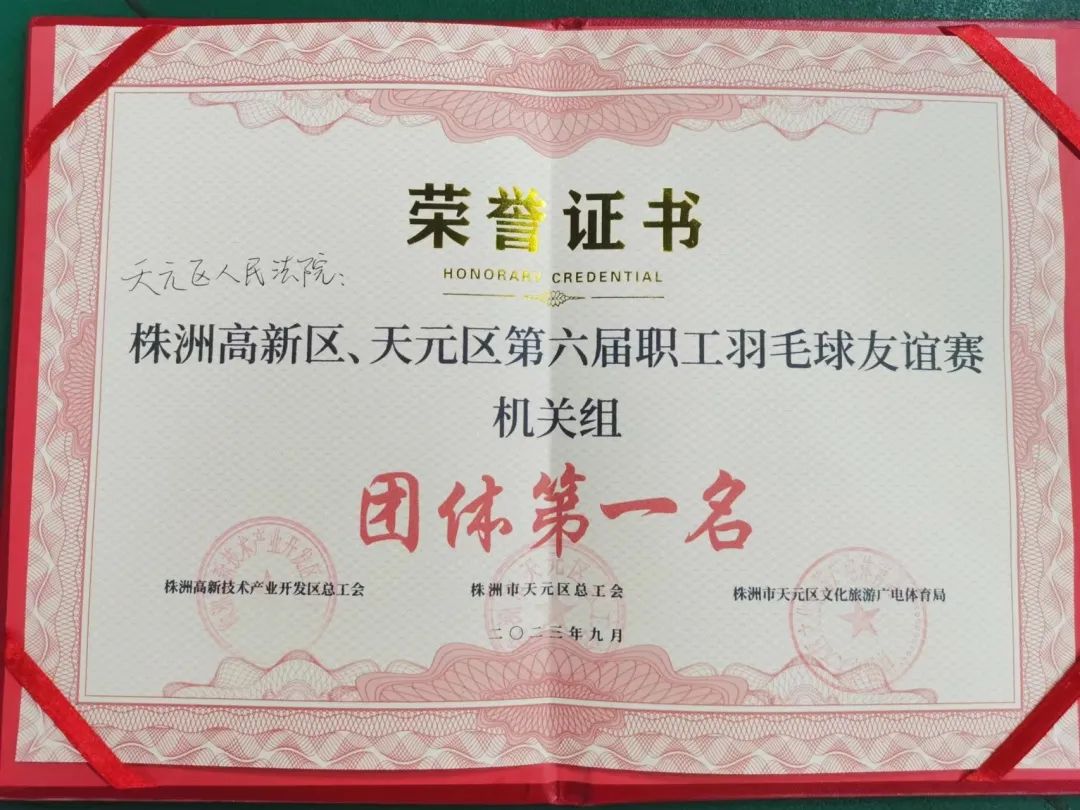 荣誉证书
HONORARY CREDENTIAL
天元区人民法院:
株洲高新区、天元区第六届职工羽毛球友谊赛
机关组
团体第一名
株洲高新技术产业开发区总工会
株洲市天元区总工会
株洲市天元区文化旅游广电体育局
二〇二三年九月